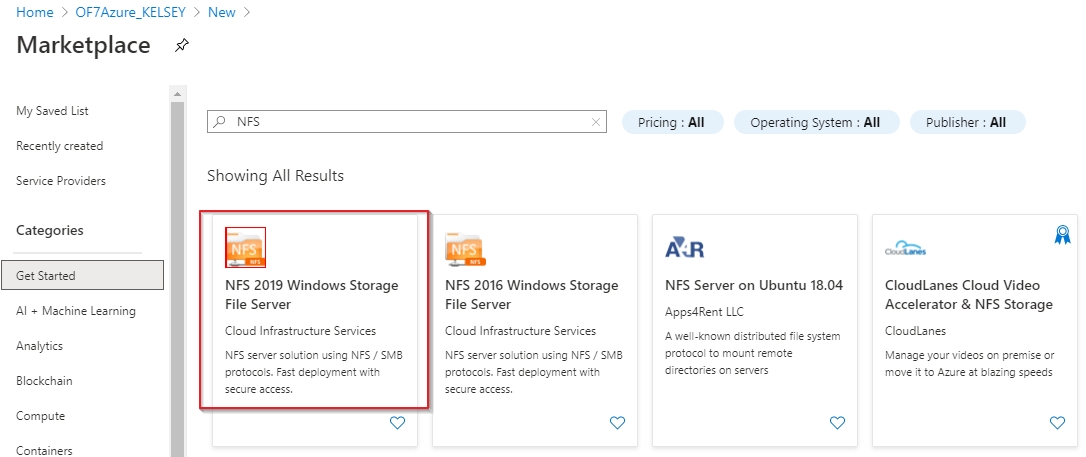 Home > OF7Azure_KELSEY > New >
Marketplace
My Saved List
Recently created
Service Providers
Categories
Get Started
AI + Machine Learning
Analytics
Blockchain
Compute
Containers
NFS
Pricing : All
Operating System : All
Publisher : All
Showing All Results
NFS
NFS
NFS 2019 Windows Storage
File Server
Cloud Infrastructure Services
NFS server solution using NFS / SMB
protocols. Fast deployment with
secure access.
NFS
NFS
NFS 2016 Windows Storage
File Server
Cloud Infrastructure Services
NFS server solution using NFS / SMB
protocols. Fast deployment with
secure access.
A4R
NFS Server on Ubuntu 18.04
Apps4Rent LLC
A well-known distributed file system
protocol to mount remote
directories on servers
CloudLanes
CloudLanes Cloud Video
Accelerator & NFS Storage
CloudLanes
Manage your videos on premise or
move it to Azure at blazing speeds